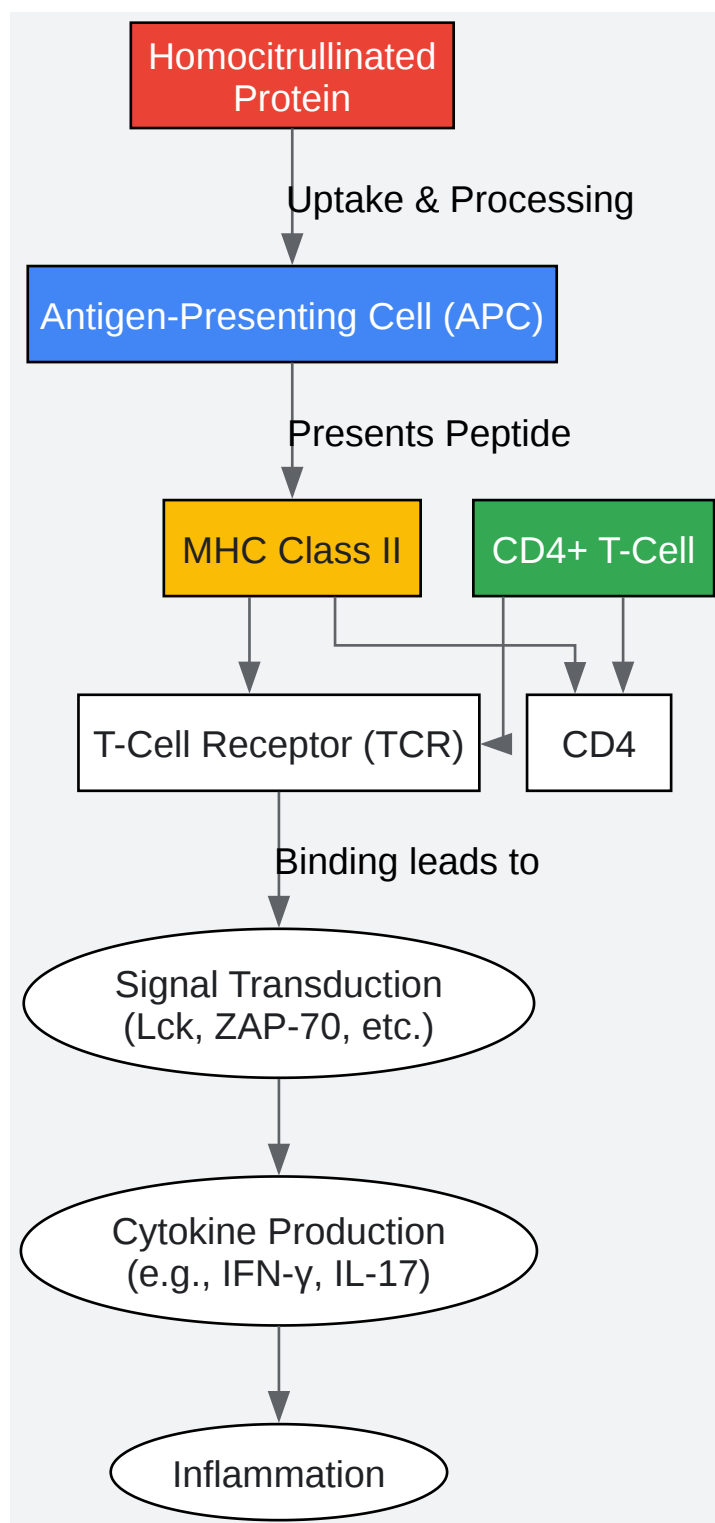 Homocitrullinated
Protein
Uptake & Processing
Antigen-Presenting Cell (APC)
Presents Peptide
MHC Class II
CD4+ T-Cell
T-Cell Receptor (TCR)
CD4
Binding leads to
Signal Transduction
(Lck, ZAP-70, etc.)
Cytokine Production
(e.g., IFN-γ, IL-17)
Inflammation